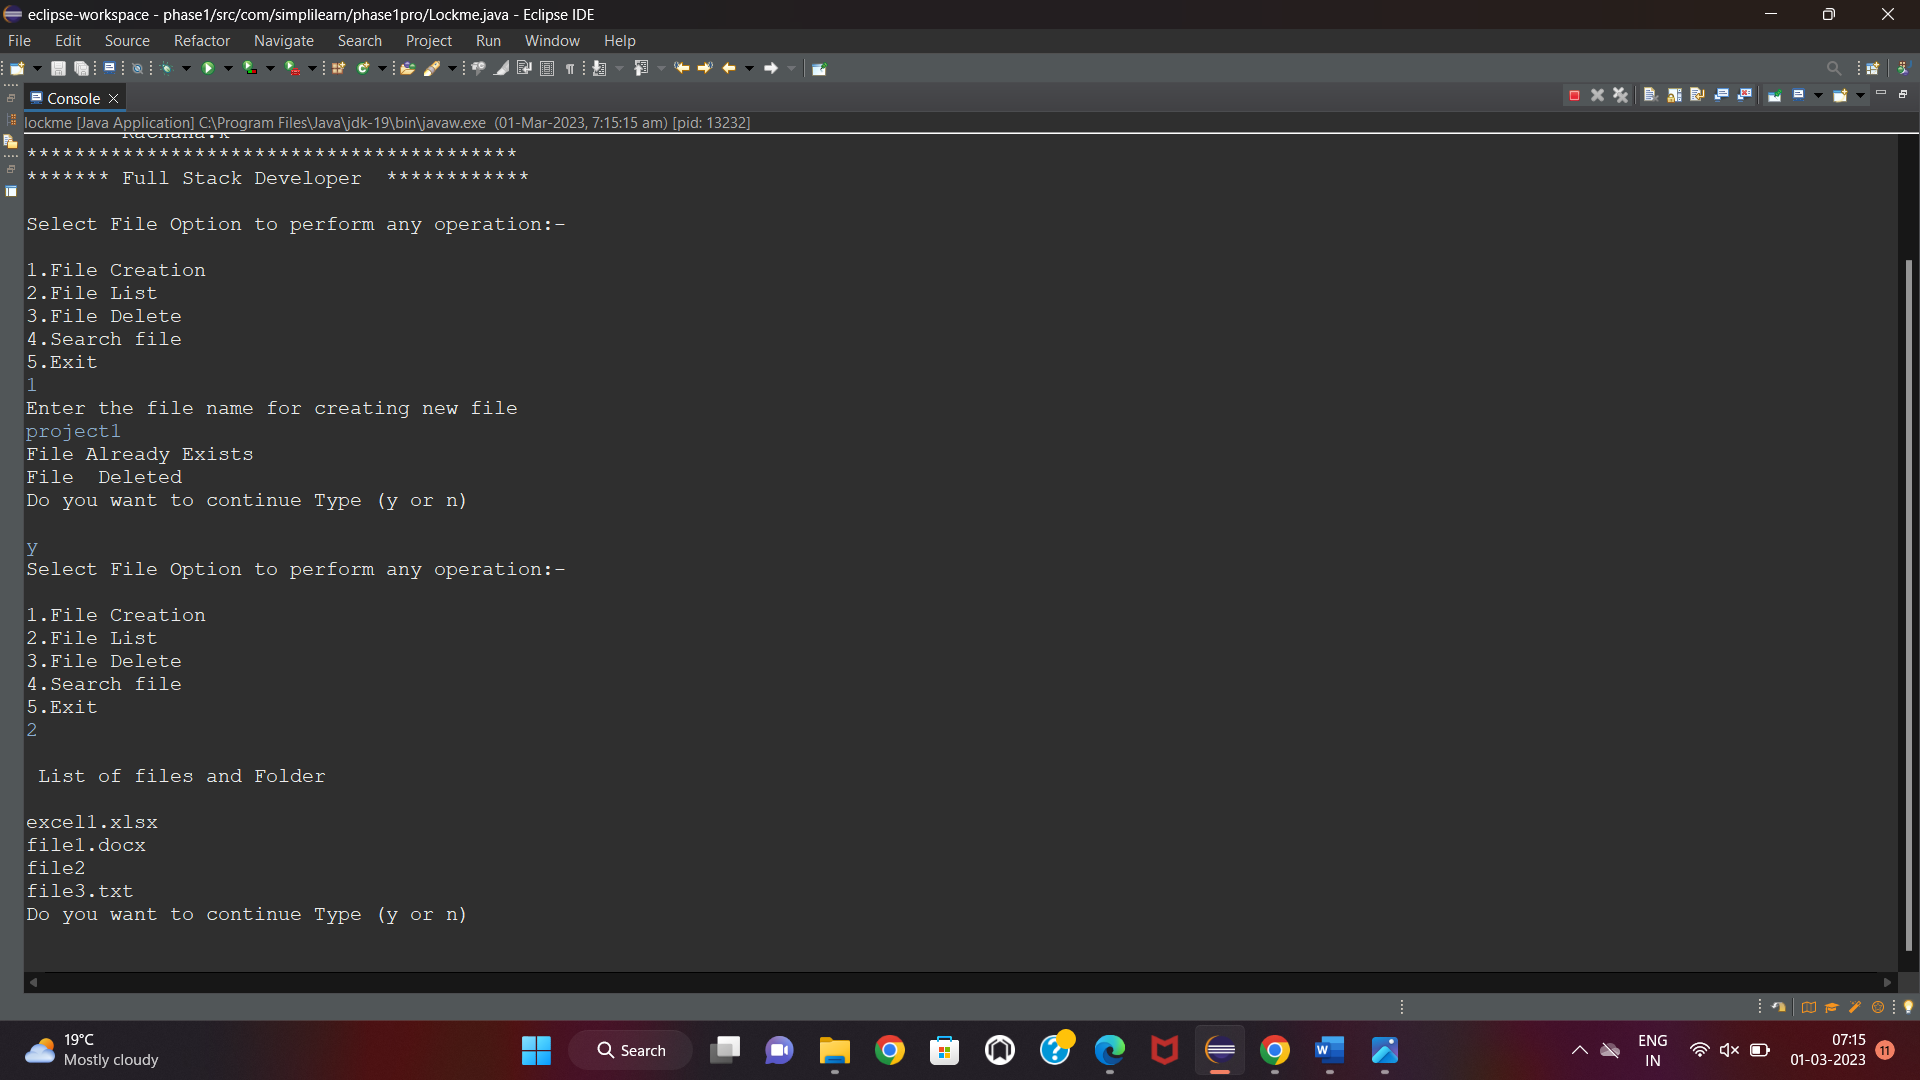 eclipse-workspace - phase1/src/com/simplilearn/phase1pro/Lockme.java - Eclipse IDE
File Edit Source Refactor Navigate Search Project Run Window Help
Console
lockme [Java Application] C:\Program Files\Java\jdk-19\bin\javaw.exe (01-Mar-2023, 7:15:15 am) [pid: 13232]
*****************************************
******* Full Stack Developer  ************
Select File Option to perform any operation:-
1.File Creation
2.File List
3.File Delete
4.Search file
5.Exit
1
Enter the file name for creating new file
project1
File Already Exists
File  Deleted
Do you want to continue Type (y or n)
y
Select File Option to perform any operation:-
1.File Creation
2.File List
3.File Delete
4.Search file
5.Exit
2
List of files and Folder
excel1.xlsx
file1.docx
file2
file3.txt
Do you want to continue Type (y or n)
19°C
Mostly cloudy
Search
ENG
IN
07:15
01-03-2023
11